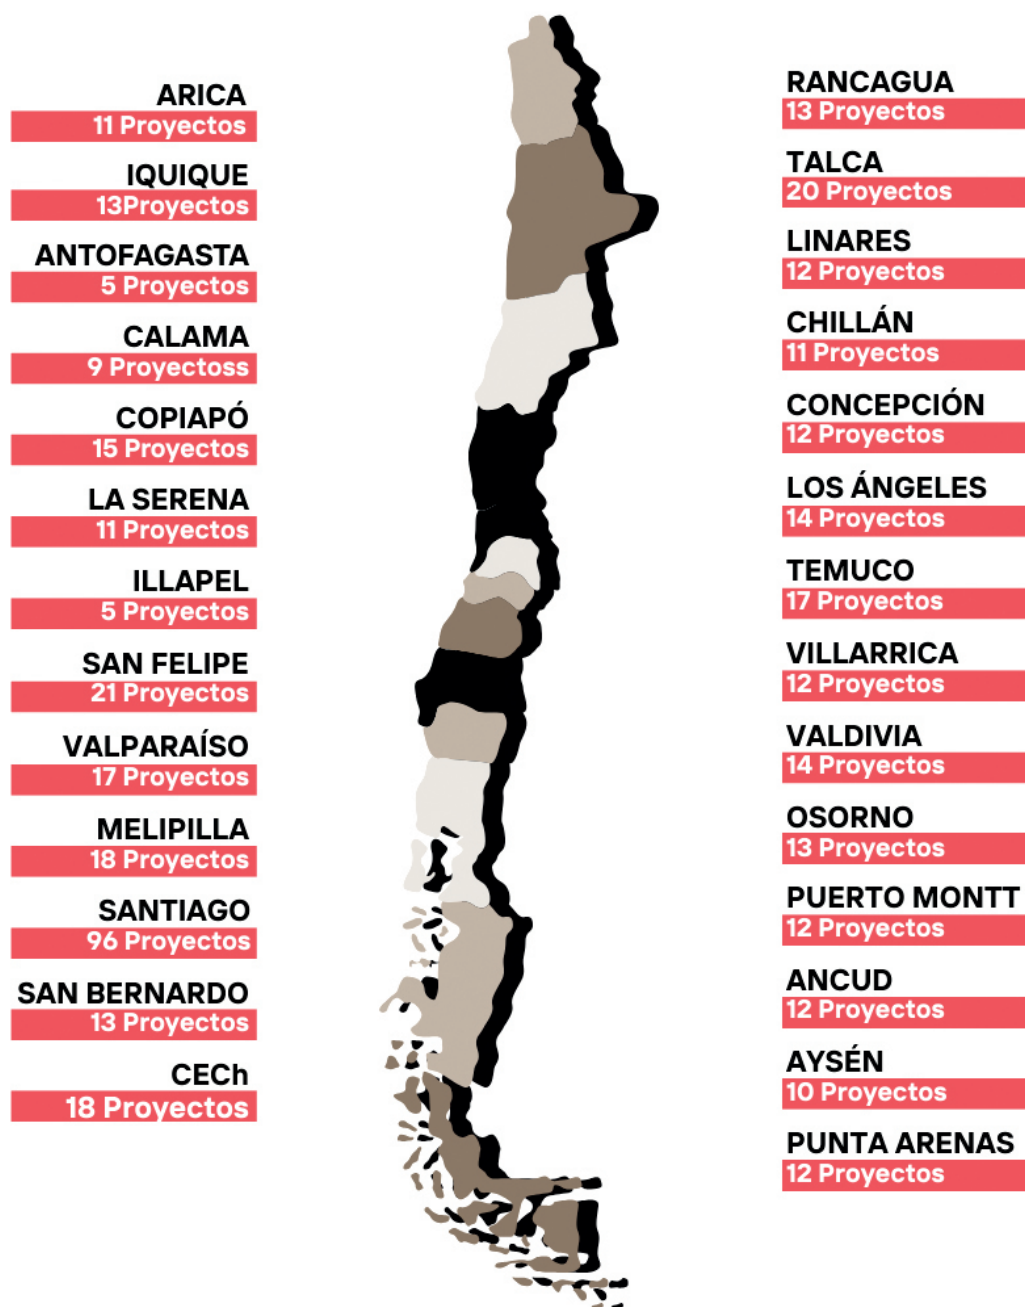 ARICA
11 Proyectos
IQUIQUE
13Proyectos
ANTOFAGASTA
5 Proyectos
CALAMA
9 Proyectoss
COPIAPÓ
15 Proyectos
LA SERENA
11 Proyectos
ILLAPEL
5 Proyectos
SAN FELIPE
21 Proyectos
VALPARAÍSO
17 Proyectos
MELIPILLA
18 Proyectos
SANTIAGO
96 Proyectos
SAN BERNARDO
13 Proyectos
CECh
18 Proyectos
RANCAGUA
13 Proyectos
TALCA
20 Proyectos
LINARES
12 Proyectos
CHILLÁN
11 Proyectos
CONCEPCIÓN
12 Proyectos
LOS ÁNGELES
14 Proyectos
TEMUCO
17 Proyectos
VILLARRICA
12 Proyectos
VALDIVIA
14 Proyectos
OSORNO
13 Proyectos
PUERTO MONTT
12 Proyectos
ANCUD
12 Proyectos
AYSÉN
10 Proyectos
PUNTA ARENAS
12 Proyectos